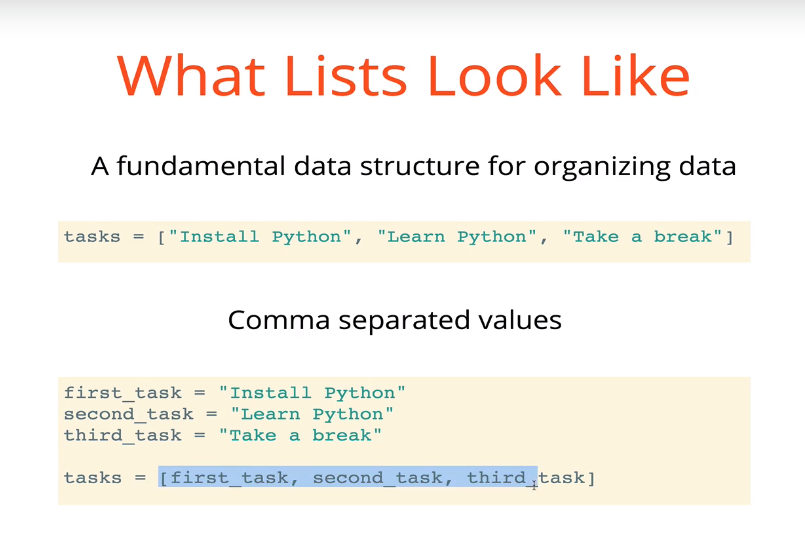 What Lists Look Like
A fundamental data structure for organizing data
tasks = ["Install Python", "Learn Python", "Take a break"]
Comma separated values
first_task = "Install Python"
second_task = "Learn Python"
third_task = "Take a break"
tasks = [first_task, second_task, third_task]